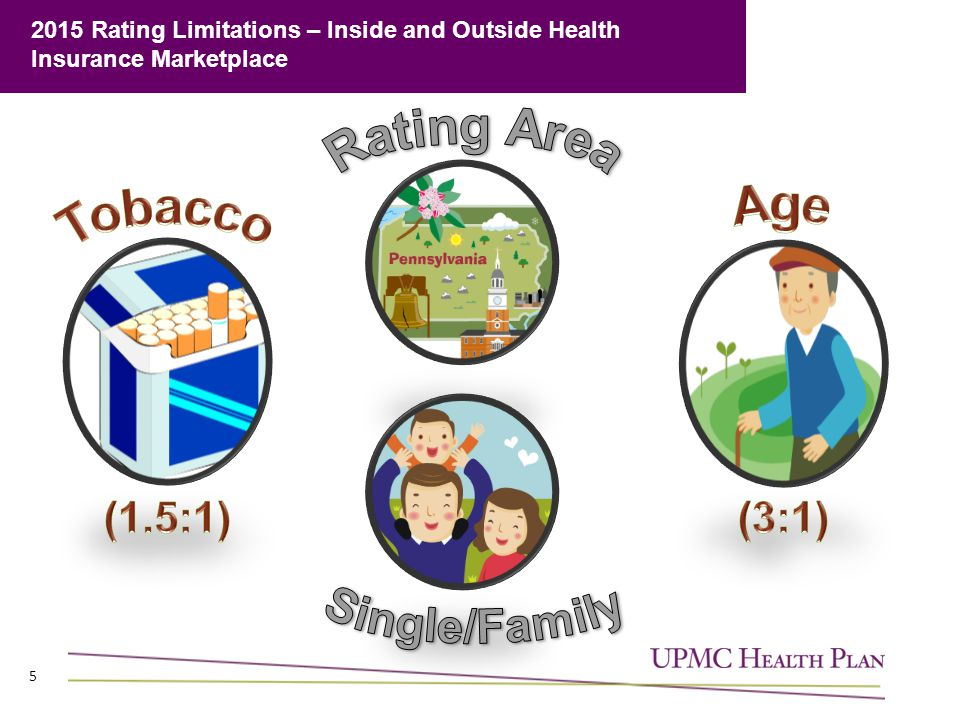 2015 Rating Limitations – Inside and Outside Health
Insurance Marketplace
Rating Area
Tobacco
Age
Pennsylvania
(1.5:1)
(3:1)
Single/Family
UPMC HEALTH PLAN
5